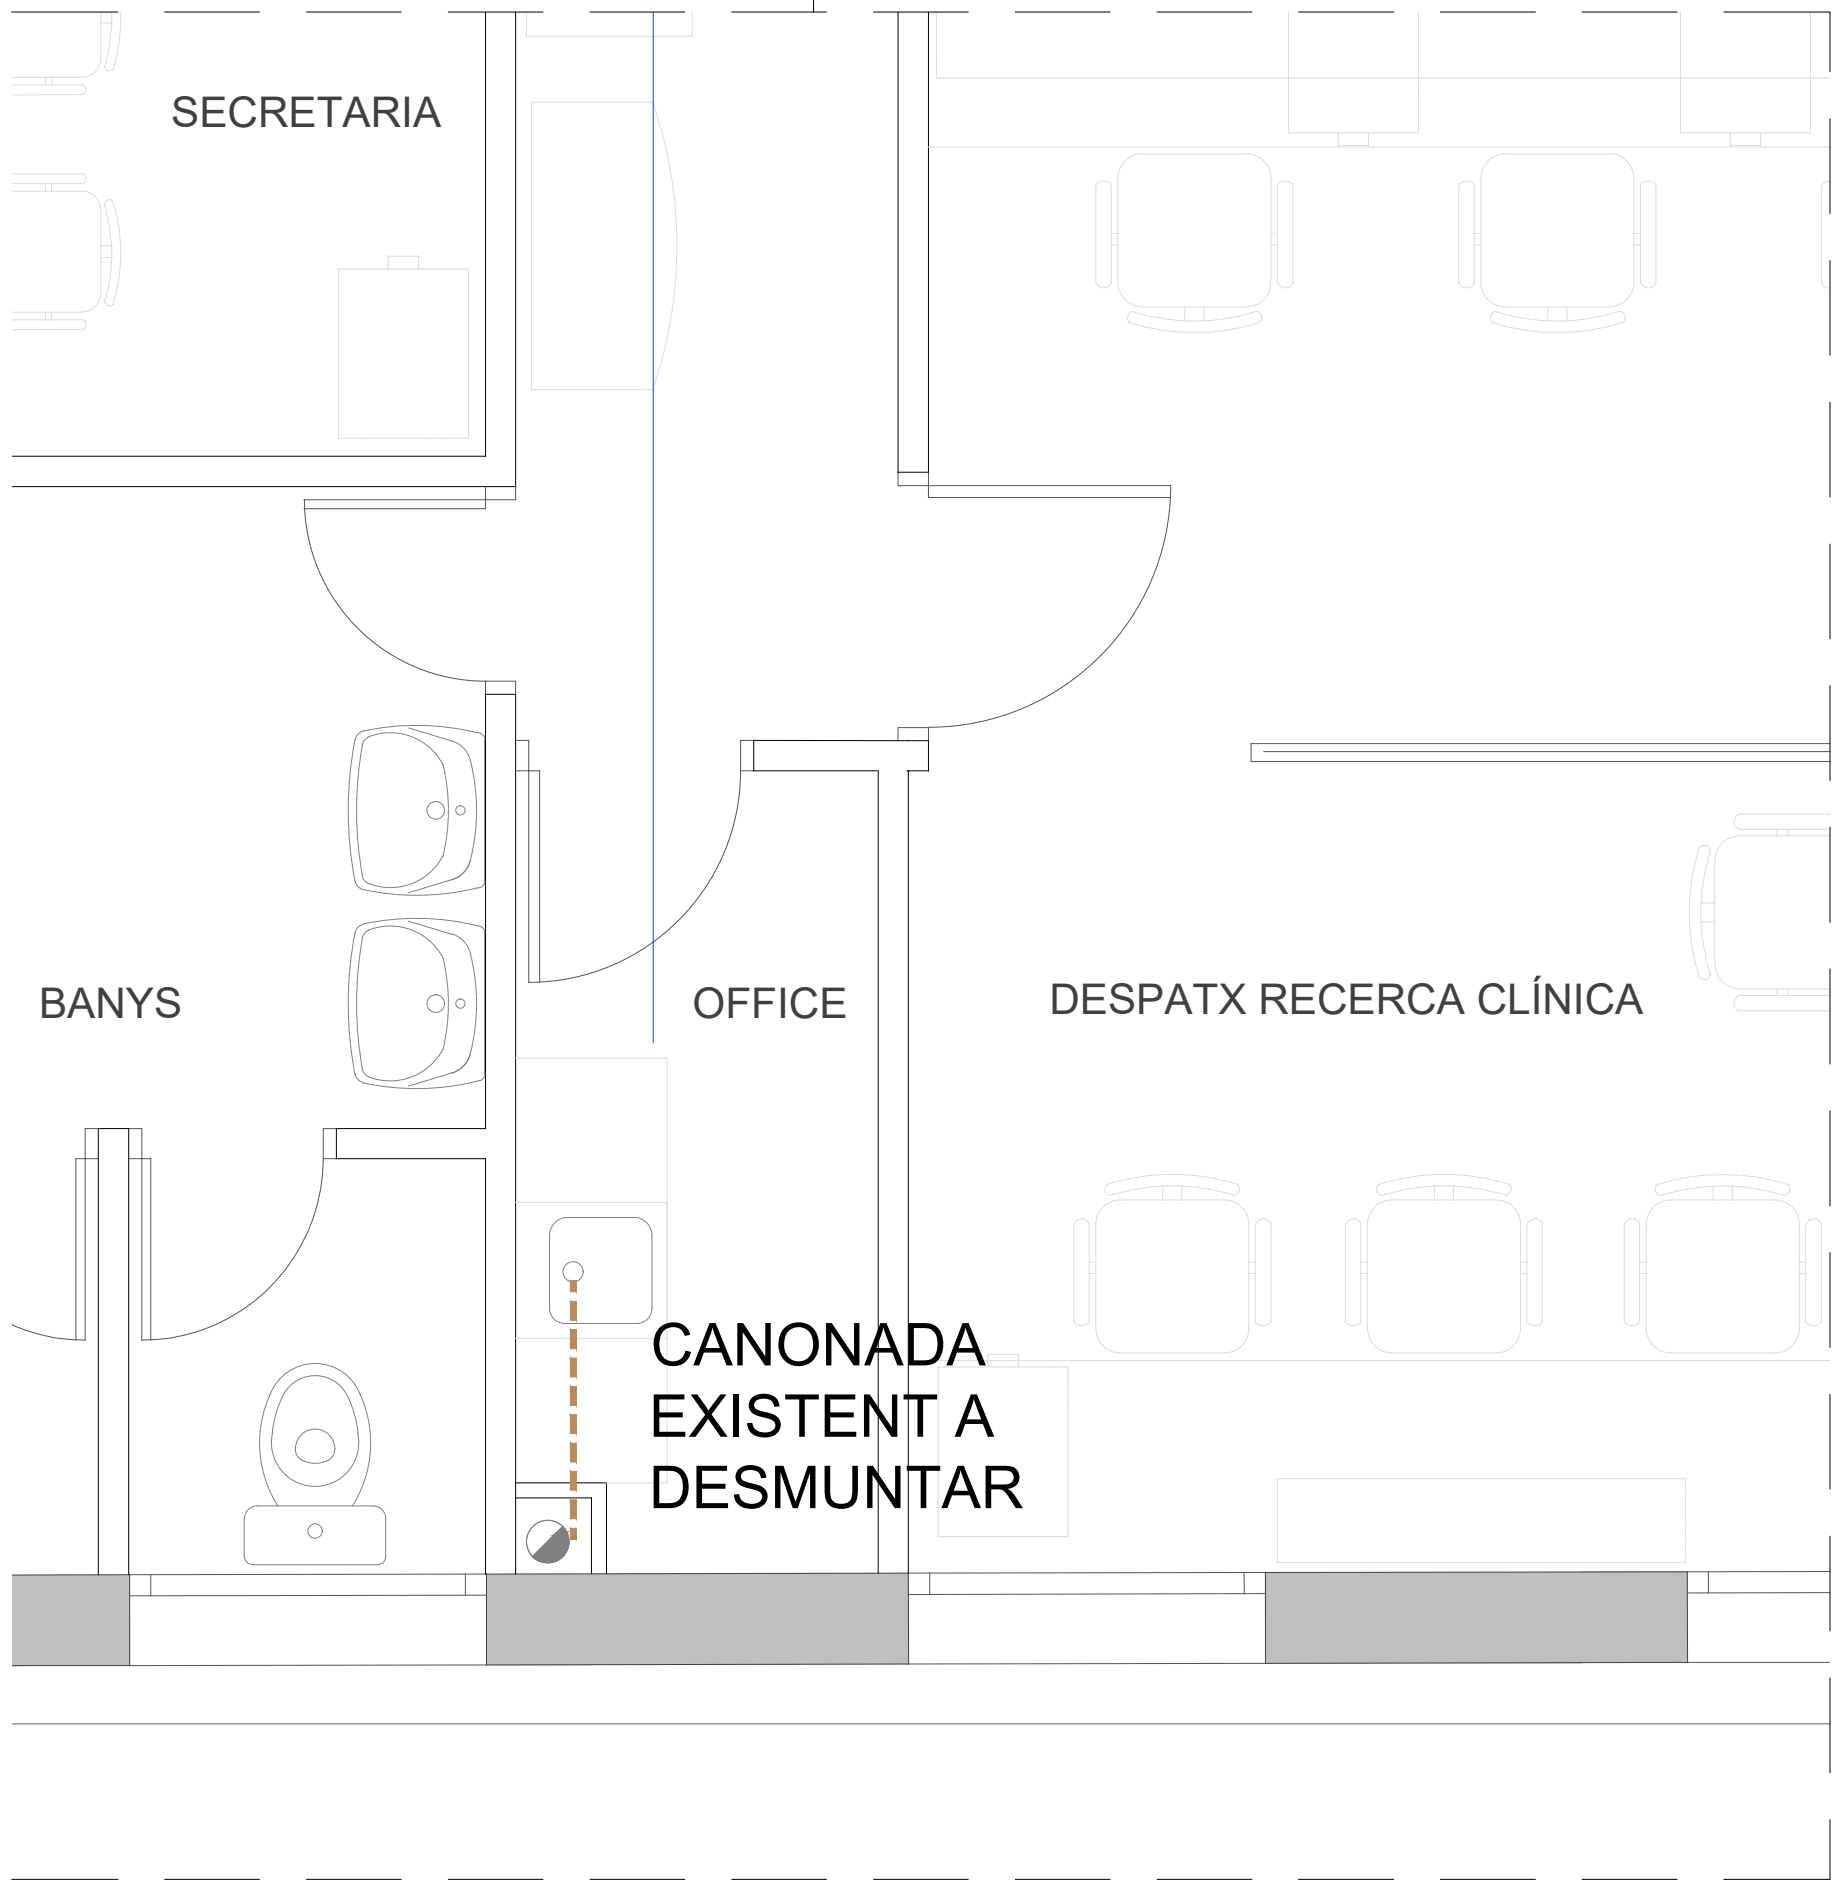 SECRETARIA
BANYS
OFFICE
DESPATX RECERCA CLÍNICA
CANONADA
EXISTENT A
DESMUNTAR